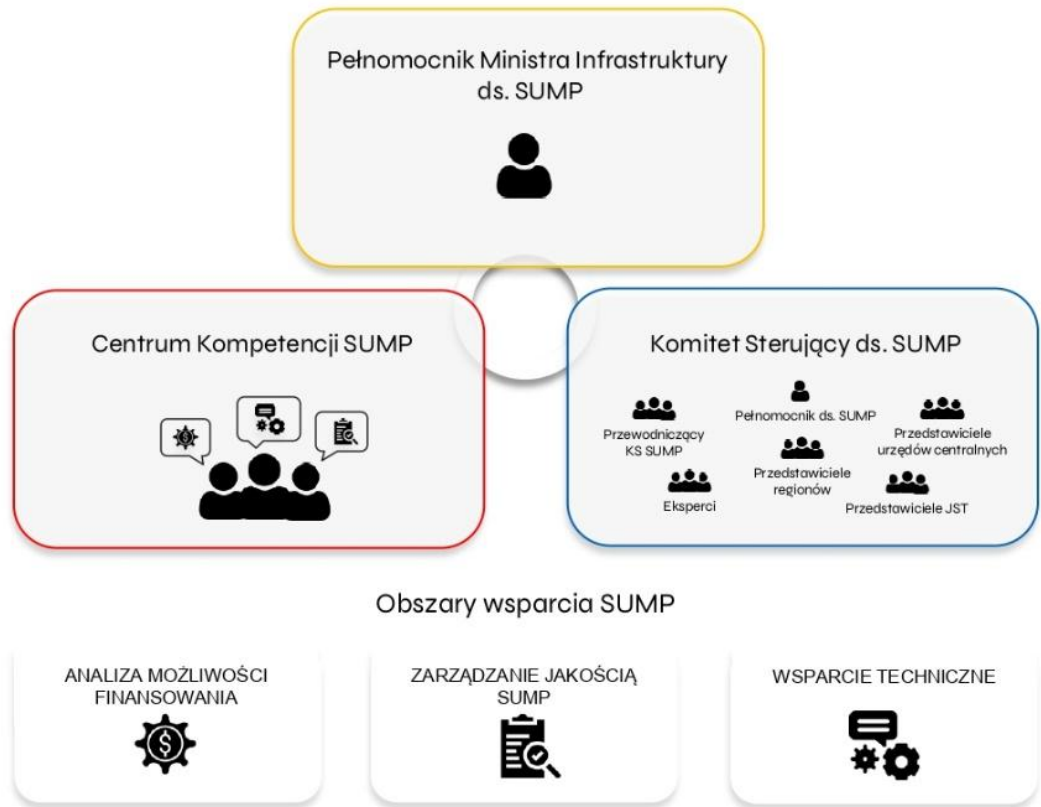 Pełnomocnik Ministra Infrastruktury
ds. SUMP
Centrum Kompetencji SUMP
Komitet Sterujący ds. SUMP
Przewodniczący
KS SUMP
Pełnomocnik ds. SUMP
Przedstawiciele
urzędów centralnych
Eksperci
Przedstawiciele
regionów
Przedstawiciele JST
Obszary wsparcia SUMP
ANALIZA MOŻLIWOŚCI
FINANSOWANIA
ZARZĄDZANIE JAKOŚCIĄ
SUMP
WSPARCIE TECHNICZNE